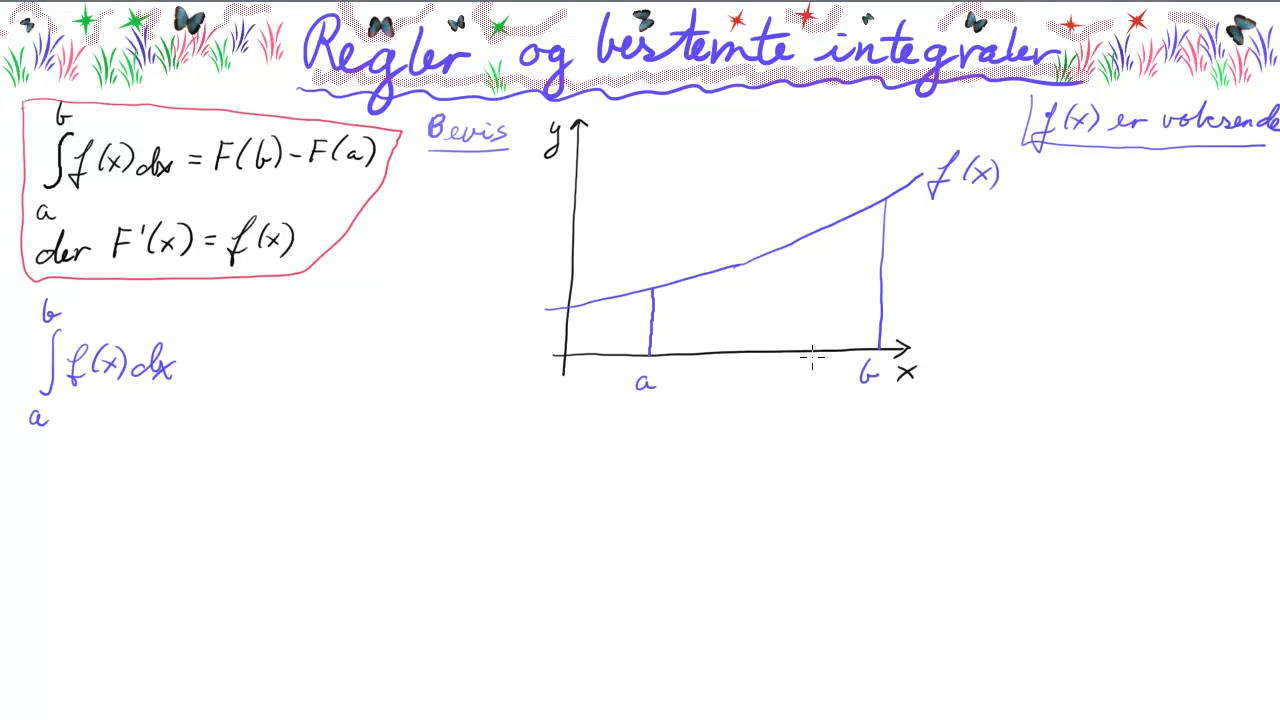 Regler og bestemte integraler
b
∫ f(x)dx = F(b) - F(a)
a
der F'(x) = f(x)
Bevis
y
f(x)
a
b
x
f(x) er voksende
b
∫ f(x)dx
a